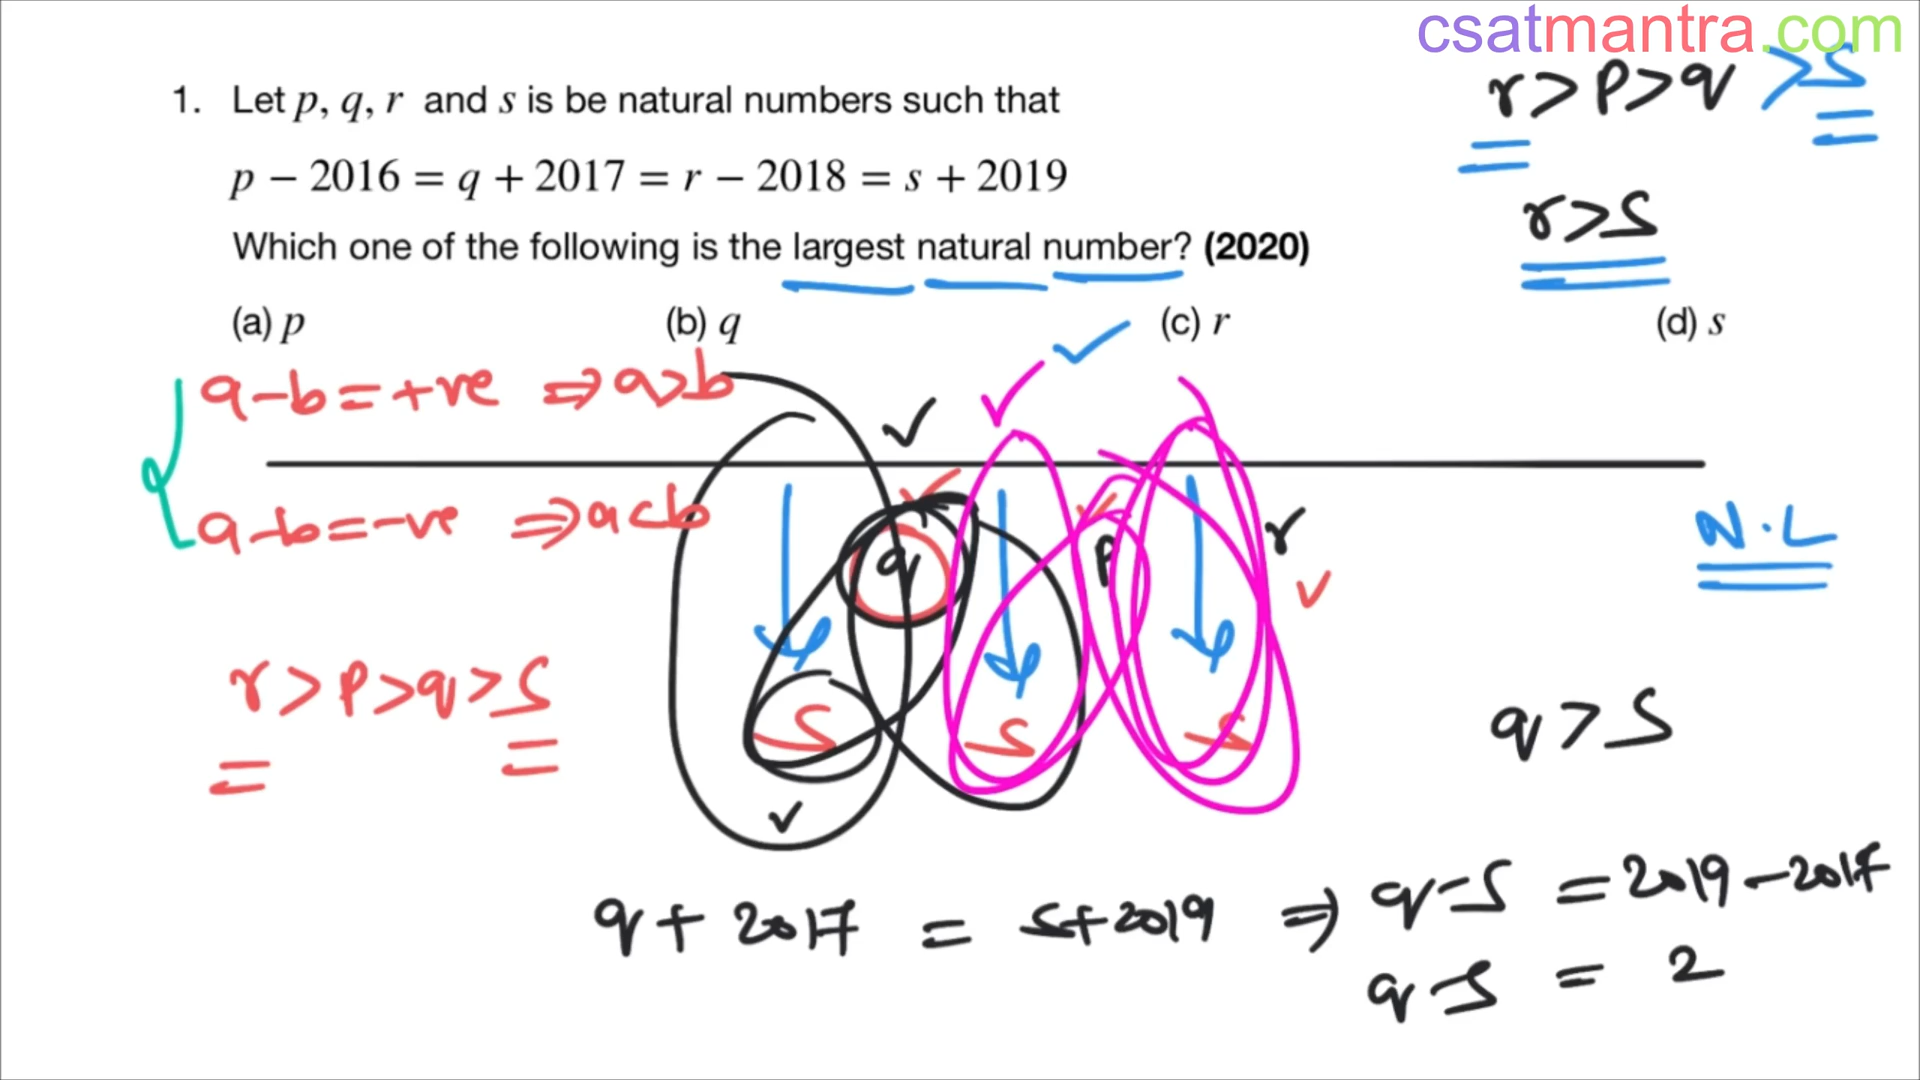 csatmantra.com
r > p > q > s
1. Let p, q, r and s is be natural numbers such that
p − 2016 = q + 2017 = r − 2018 = s + 2019
r > s
Which one of the following is the largest natural number? (2020)
(a) p (b) q (c) r (d) s
a - b = +ve ⇒ a > b
a - b = -ve ⇒ a < b
q p r
N.L
r > p > q > s
s s s
q > s
q + 2017 = s + 2019 ⇒ q - s = 2019 - 2017
q - s = 2